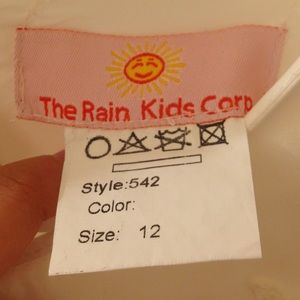 The Rain Kids Corp
Style:542
Color:
Size: 12